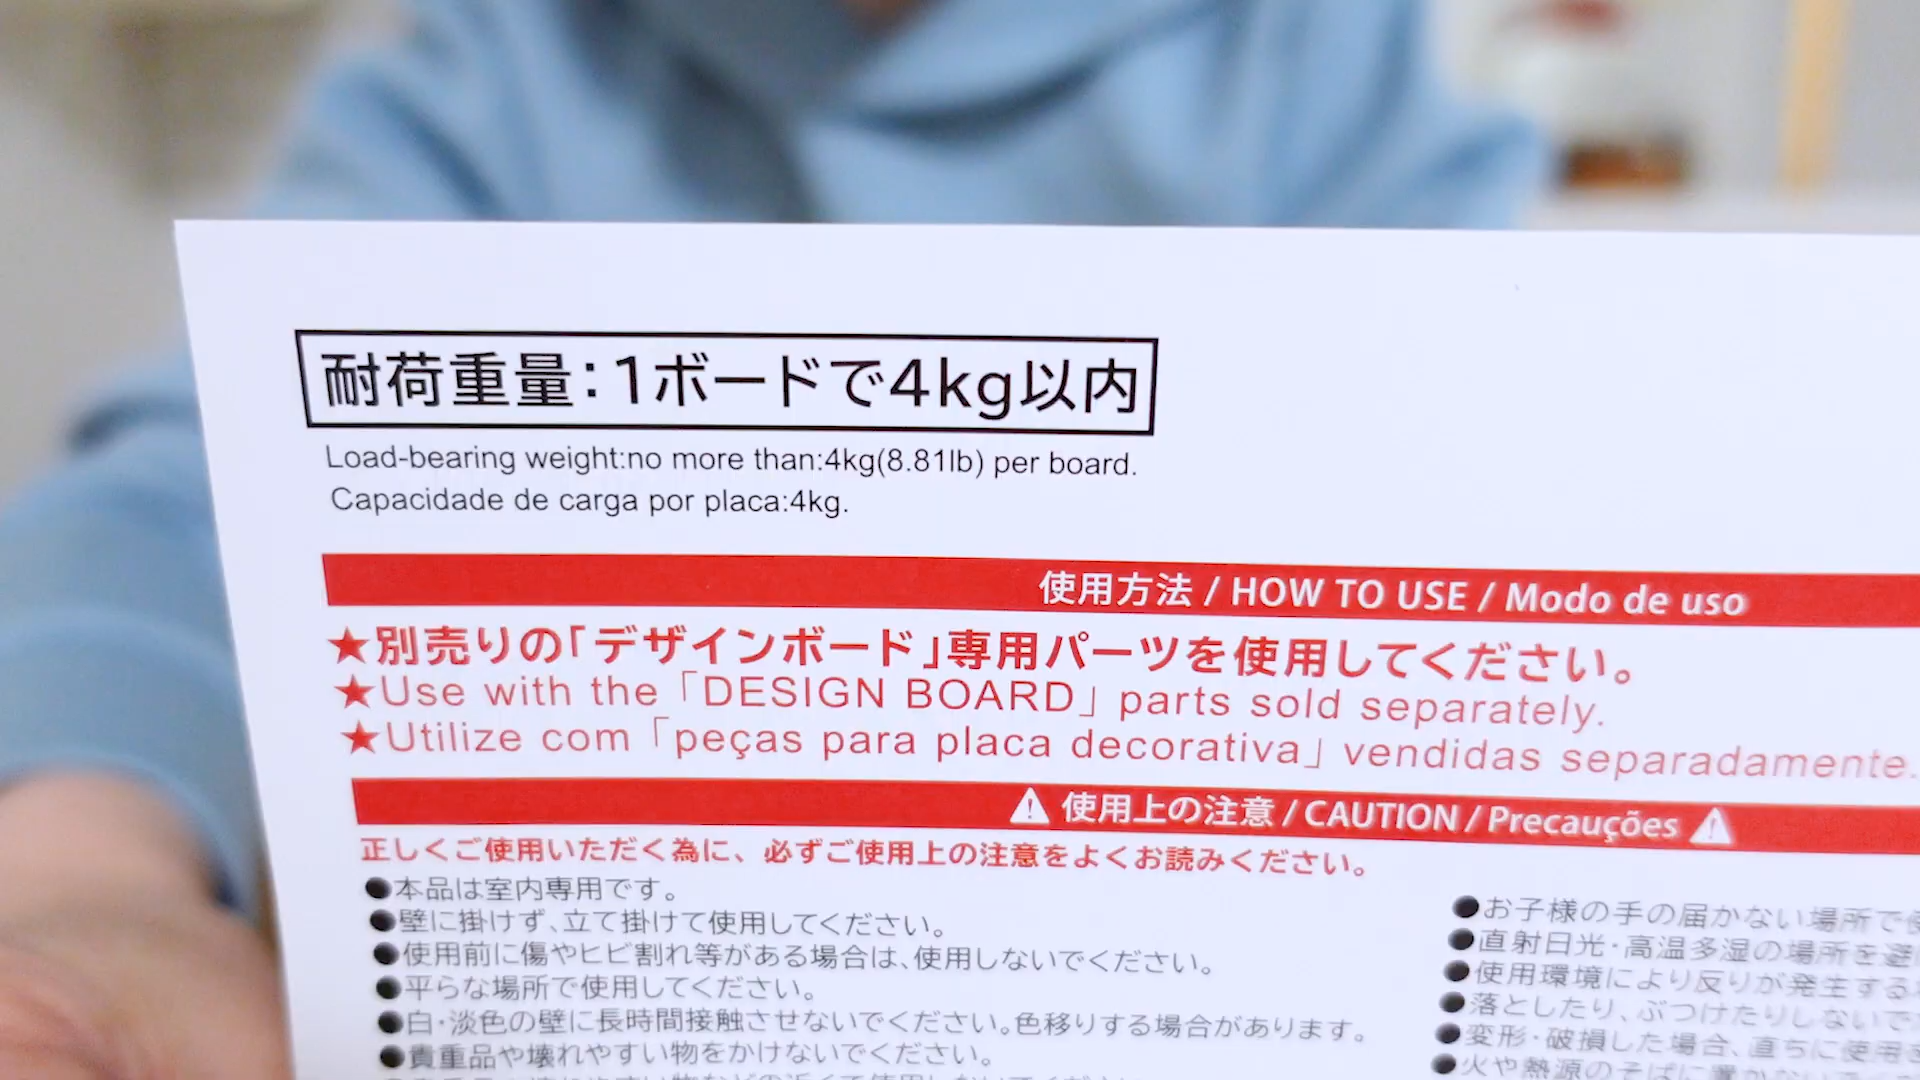 耐荷重量：1ボードで4kg以内
Load-bearing weight:no more than:4kg(8.81lb) per board.
Capacidade de carga por placa:4kg.
使用方法 / HOW TO USE / Modo de uso
★別売りの「デザインボード」専用パーツを使用してください。
★Use with the「DESIGN BOARD」parts sold separately.
★Utilize com「peças para placa decorativa」vendidas separadamente.
⚠使用上の注意 / CAUTION / Precauções⚠
正しくご使用いただく為に、必ずご使用上の注意をよくお読みください。
●本品は室内専用です。
●壁に掛けず、立て掛けて使用してください。
●使用前に傷やヒビ割れ等がある場合は、使用しないでください。
●平らな場所で使用してください。
●白・淡色の壁に長時間接触させないでください。色移りする場合があります。
●貴重品や壊れやすい物をかけないでください。
●お子様の手の届かない場所で
●直射日光・高温多湿の場所を
●使用環境により反りが発生する
●落としたり、ぶつけたりしないで
●変形・破損した場合、直ちに使用
●火や熱源のそばに置かない